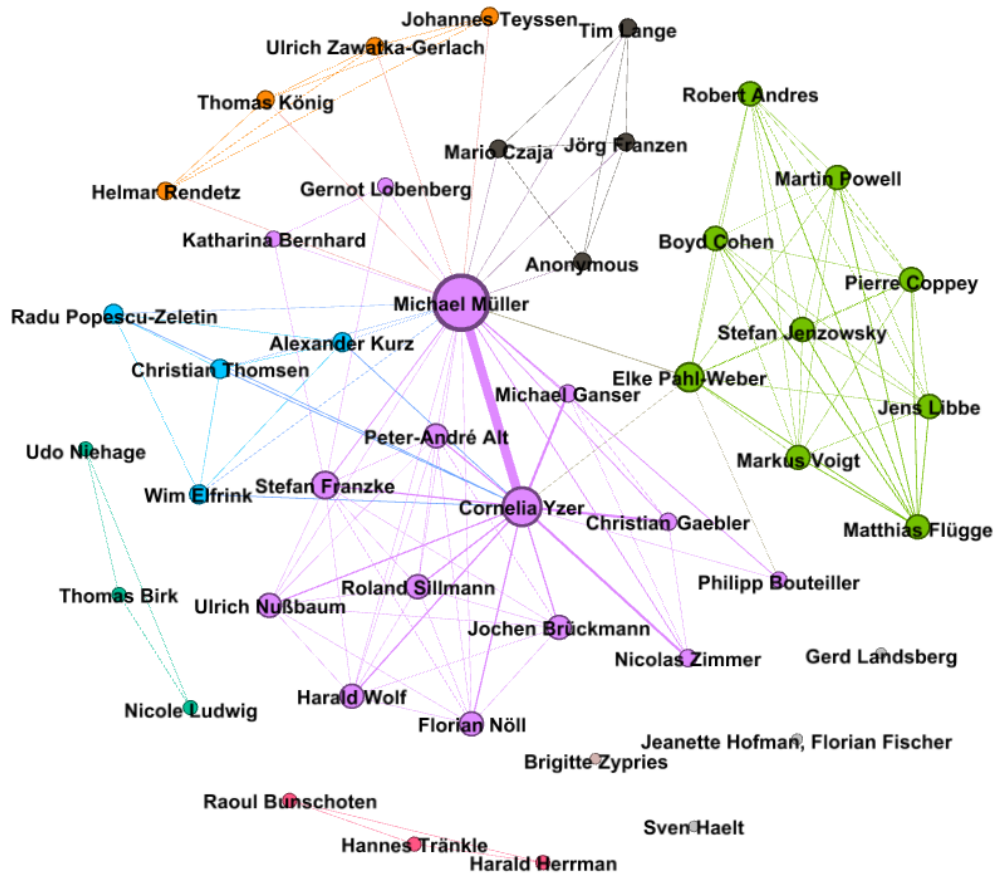 Johannes Teyssen
Tim Lange
Ulrich Zawatka-Gerlach
Robert Andres
Thomas König
Mario Czaja
Jörg Franzen
Martin Powell
Helmar Rendetz
Gernot Lobenberg
Katharina Bernhard
Boyd Cohen
Anonymous
Pierre Coppey
Michael Müller
Radu Popescu-Zeletin
Stefan Jenzowsky
Alexander Kurz
Christian Thomsen
Elke Pahl-Weber
Michael Ganser
Jens Libbe
Peter-André Alt
Udo Niehage
Markus Voigt
Stefan Franzke
Wim Elfrink
Cornelia Yzer
Christian Gaebler
Matthias Flügge
Philipp Bouteiller
Roland Sillmann
Thomas Birk
Ulrich Nußbaum
Jochen Brückmann
Nicolas Zimmer
Gerd Landsberg
Harald Wolf
Nicole Ludwig
Florian Nöll
Jeanette Hofman, Florian Fischer
Brigitte Zypries
Raoul Bunschoten
Sven Haelt
Hannes Tränkle
Harald Herrman